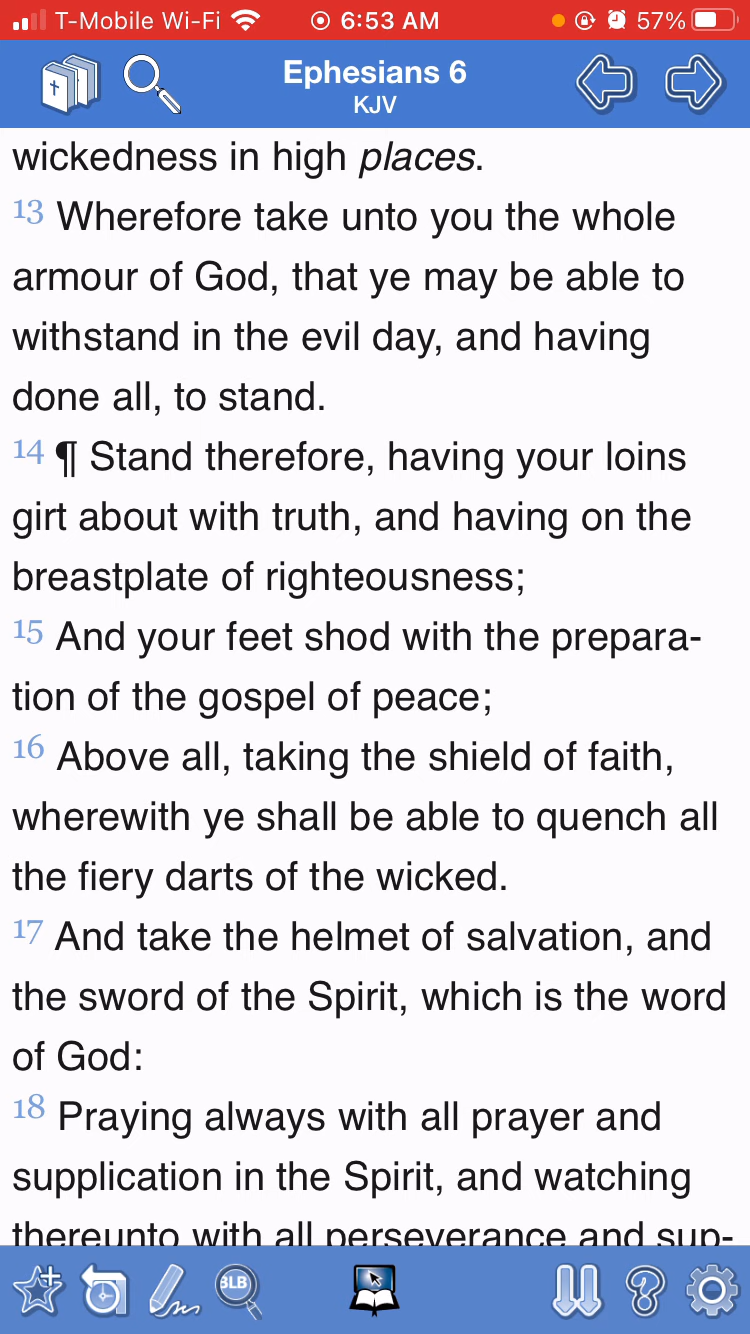 T-Mobile Wi-Fi 6:53 AM 57%
Ephesians 6
KJV
wickedness in high places.
13 Wherefore take unto you the whole
armour of God, that ye may be able to
withstand in the evil day, and having
done all, to stand.
14 ¶ Stand therefore, having your loins
girt about with truth, and having on the
breastplate of righteousness;
15 And your feet shod with the prepara-
tion of the gospel of peace;
16 Above all, taking the shield of faith,
wherewith ye shall be able to quench all
the fiery darts of the wicked.
17 And take the helmet of salvation, and
the sword of the Spirit, which is the word
of God:
18 Praying always with all prayer and
supplication in the Spirit, and watching
thereunto with all perseverance and sup-
BLB